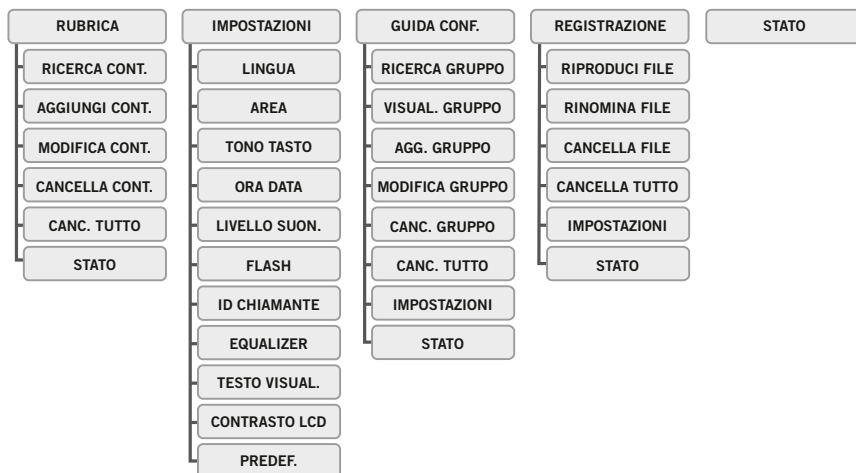 RUBRICA
RICERCA CONT.
AGGIUNGI CONT.
MODIFICA CONT.
CANCELLA CONT.
CANC. TUTTO
STATO
IMPOSTAZIONI
LINGUA
AREA
TONO TASTO
ORA DATA
LIVELLO SUON.
FLASH
ID CHIAMANTE
EQUALIZER
TESTO VISUAL.
CONTRASTO LCD
PREDEF.
GUIDA CONF.
RICERCA GRUPPO
VISUAL. GRUPPO
AGG. GRUPPO
MODIFICA GRUPPO
CANC. GRUPPO
CANC. TUTTO
IMPOSTAZIONI
STATO
REGISTRAZIONE
RIPRODUCI FILE
RINOMINA FILE
CANCELLA FILE
CANCELLA TUTTO
IMPOSTAZIONI
STATO
STATO